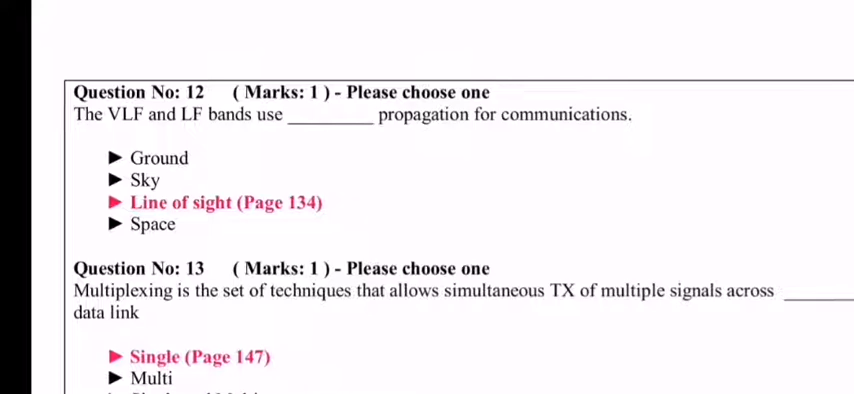 Question No: 12 ( Marks: 1 ) - Please choose one
The VLF and LF bands use _________ propagation for communications.
► Ground
► Sky
► Line of sight (Page 134)
► Space
Question No: 13 ( Marks: 1 ) - Please choose one
Multiplexing is the set of techniques that allows simultaneous TX of multiple signals across ________
data link
► Single (Page 147)
► Multi